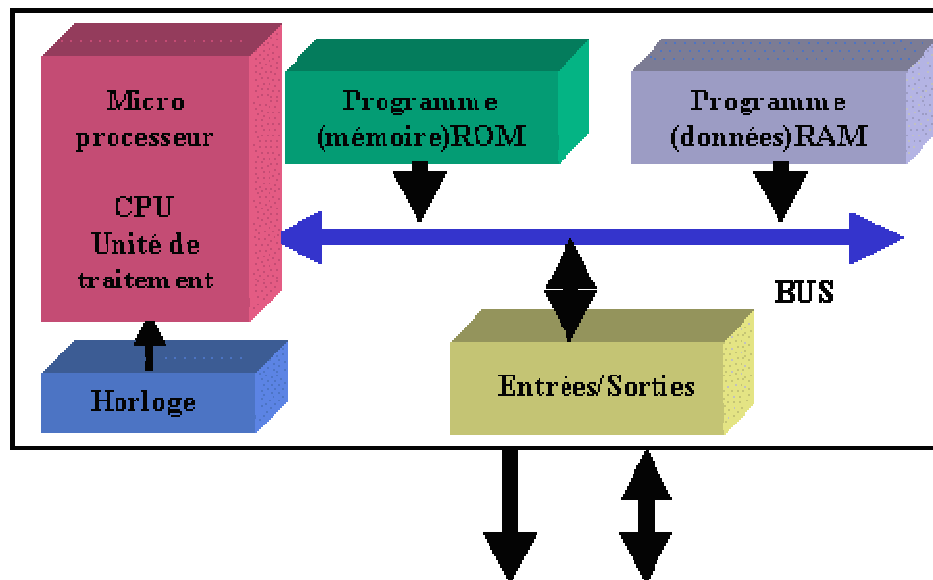 Micro
processeur
CPU
Unité de
traitement
Programme
(mémoire)ROM
Programme
(données)RAM
BUS
Horloge
Entrées/Sorties